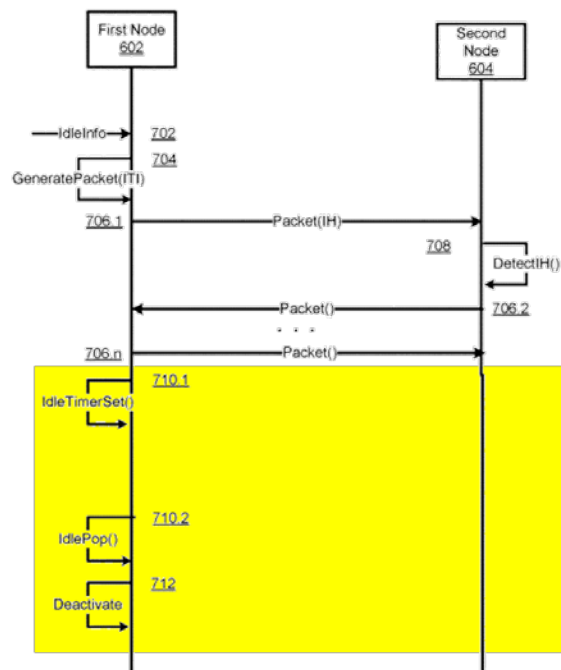 First Node
602
Second
Node
604
IdleInfo
702
704
GeneratePacket(ITI)
706.1
Packet(IH)
708
DetectIH()
Packet()
706.2
. . .
706.n
Packet()
710.1
IdleTimerSet()
710.2
IdlePop()
712
Deactivate